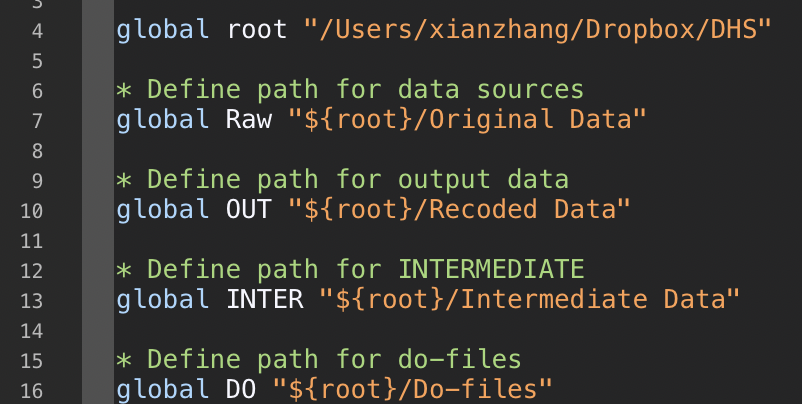 3
4 global root "/Users/xianzhang/Dropbox/DHS"
5
6 * Define path for data sources
7 global Raw "${root}/Original Data"
8
9 * Define path for output data
10 global OUT "${root}/Recoded Data"
11
12 * Define path for INTERMEDIATE
13 global INTER "${root}/Intermediate Data"
14
15 * Define path for do-files
16 global DO "${root}/Do-files"